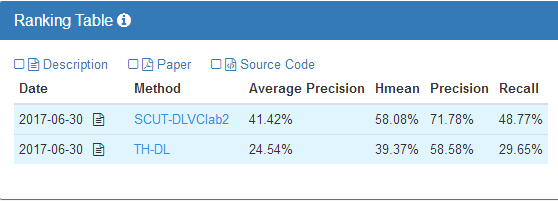 Ranking Table
Description Paper Source Code
Date Method Average Precision Hmean Precision Recall
2017-06-30 SCUT-DLVClab2 41.42% 58.08% 71.78% 48.77%
2017-06-30 TH-DL 24.54% 39.37% 58.58% 29.65%